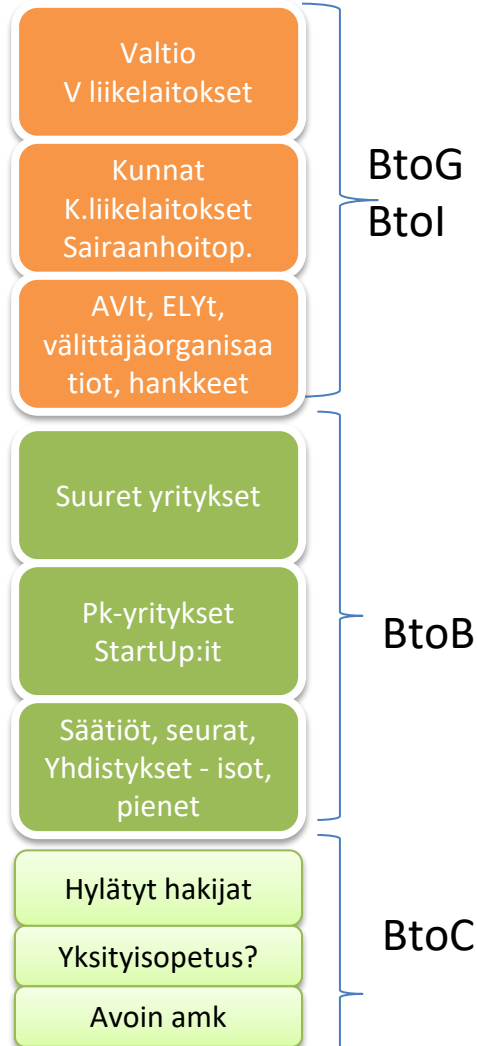 Valtio
V liikelaitokset
Kunnat
K.liikelaitokset
Sairaanhoitop.
AVIt, ELYt,
välittäjäorganisaa
tiot, hankkeet
BtoG
BtoI
Suuret yritykset
Pk-yritykset
StartUp:it
Säätiöt, seurat,
Yhdistykset - isot,
pienet
BtoB
Hylätyt hakijat
Yksityisopetus?
Avoin amk
BtoC